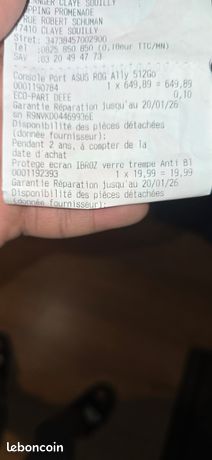 ANGER CLAYE SOUILLY
PPING PROMENADE
RUE ROBERT SCHUMAN
77410 CLAYE SOUILLY
Siret: 34738457002900
Tel :0825 850 850 (0,18eur TTC/MN)
SAV: 03 20 49 47 73
Console Port ASUS ROG Ally 512Go
0001190784 1 x 649,89 = 649,89
ECO-PART DEEE 0,10
Garantie Réparation jusqu'au 20/01/26
sn R9NVKD04469936E
Disponibilité des pièces détachées
(donnée fournisseur):
Pendant 2 ans, à compter de la
date d'achat
Protege écran IBROZ verre trempe Anti Bl
0001192393 1 x 19,99 = 19,99
Garantie Réparation jusqu'au 20/01/26
Disponibilité des pièces détachées
(donnée fournisseur):
leboncoin